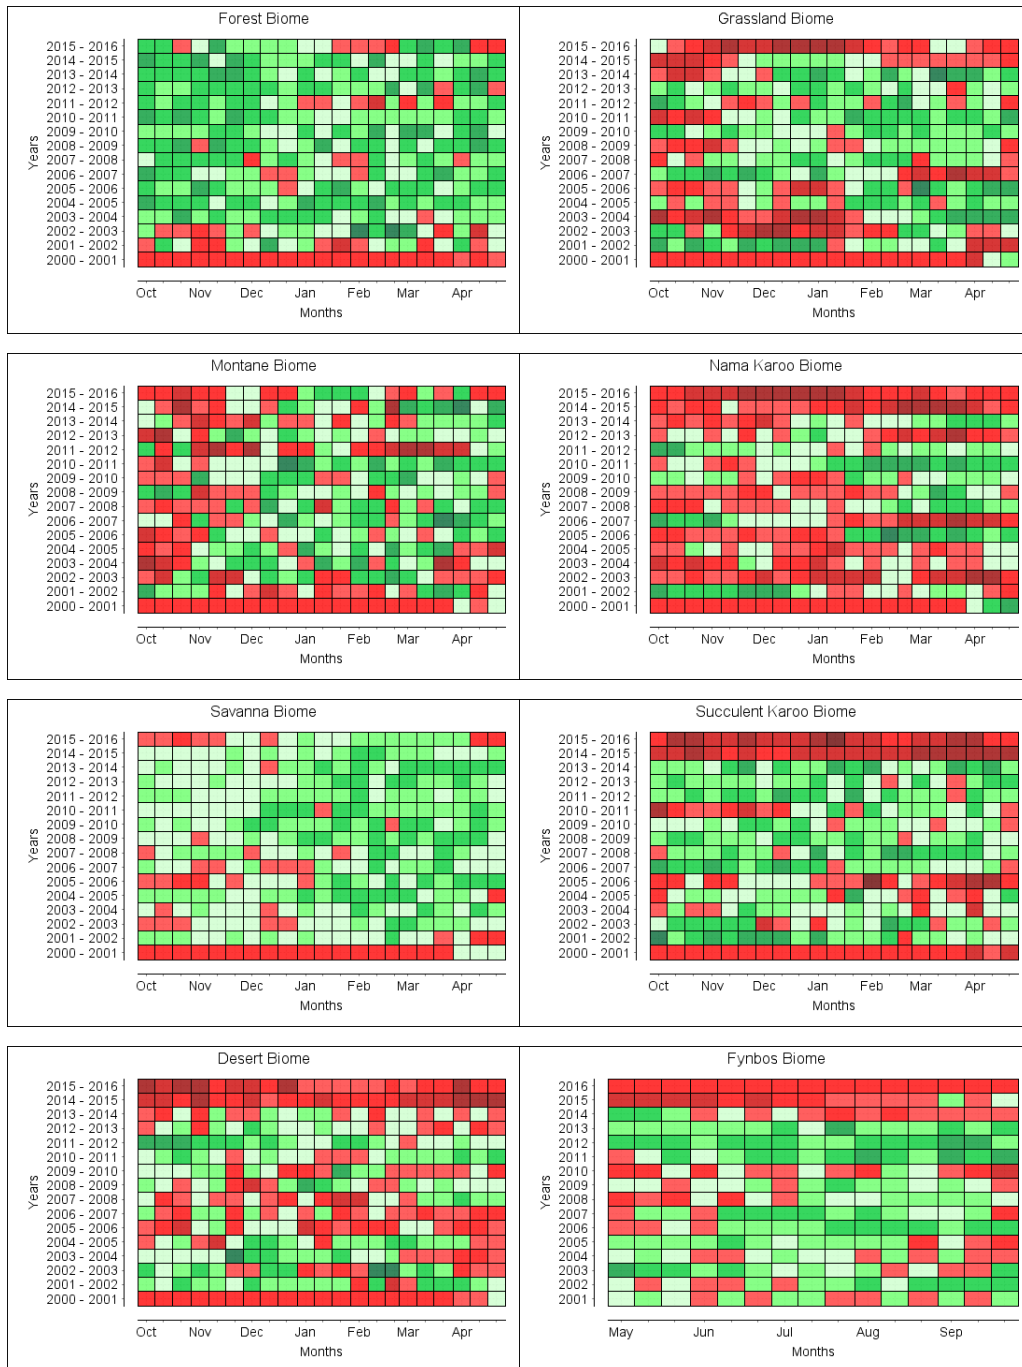 Forest Biome
Years
2015 - 2016
2014 - 2015
2013 - 2014
2012 - 2013
2011 - 2012
2010 - 2011
2009 - 2010
2008 - 2009
2007 - 2008
2006 - 2007
2005 - 2006
2004 - 2005
2003 - 2004
2002 - 2003
2001 - 2002
2000 - 2001
Oct Nov Dec Jan Feb Mar Apr
Months
Grassland Biome
Years
2015 - 2016
2014 - 2015
2013 - 2014
2012 - 2013
2011 - 2012
2010 - 2011
2009 - 2010
2008 - 2009
2007 - 2008
2006 - 2007
2005 - 2006
2004 - 2005
2003 - 2004
2002 - 2003
2001 - 2002
2000 - 2001
Oct Nov Dec Jan Feb Mar Apr
Months
Montane Biome
Years
2015 - 2016
2014 - 2015
2013 - 2014
2012 - 2013
2011 - 2012
2010 - 2011
2009 - 2010
2008 - 2009
2007 - 2008
2006 - 2007
2005 - 2006
2004 - 2005
2003 - 2004
2002 - 2003
2001 - 2002
2000 - 2001
Oct Nov Dec Jan Feb Mar Apr
Months
Nama Karoo Biome
Years
2015 - 2016
2014 - 2015
2013 - 2014
2012 - 2013
2011 - 2012
2010 - 2011
2009 - 2010
2008 - 2009
2007 - 2008
2006 - 2007
2005 - 2006
2004 - 2005
2003 - 2004
2002 - 2003
2001 - 2002
2000 - 2001
Oct Nov Dec Jan Feb Mar Apr
Months
Savanna Biome
Years
2015 - 2016
2014 - 2015
2013 - 2014
2012 - 2013
2011 - 2012
2010 - 2011
2009 - 2010
2008 - 2009
2007 - 2008
2006 - 2007
2005 - 2006
2004 - 2005
2003 - 2004
2002 - 2003
2001 - 2002
2000 - 2001
Oct Nov Dec Jan Feb Mar Apr
Months
Succulent Karoo Biome
Years
2015 - 2016
2014 - 2015
2013 - 2014
2012 - 2013
2011 - 2012
2010 - 2011
2009 - 2010
2008 - 2009
2007 - 2008
2006 - 2007
2005 - 2006
2004 - 2005
2003 - 2004
2002 - 2003
2001 - 2002
2000 - 2001
Oct Nov Dec Jan Feb Mar Apr
Months
Desert Biome
Years
2015 - 2016
2014 - 2015
2013 - 2014
2012 - 2013
2011 - 2012
2010 - 2011
2009 - 2010
2008 - 2009
2007 - 2008
2006 - 2007
2005 - 2006
2004 - 2005
2003 - 2004
2002 - 2003
2001 - 2002
2000 - 2001
Oct Nov Dec Jan Feb Mar Apr
Months
Fynbos Biome
Years
2016
2015
2014
2013
2012
2011
2010
2009
2008
2007
2006
2005
2004
2003
2002
2001
May Jun Jul Aug Sep
Months